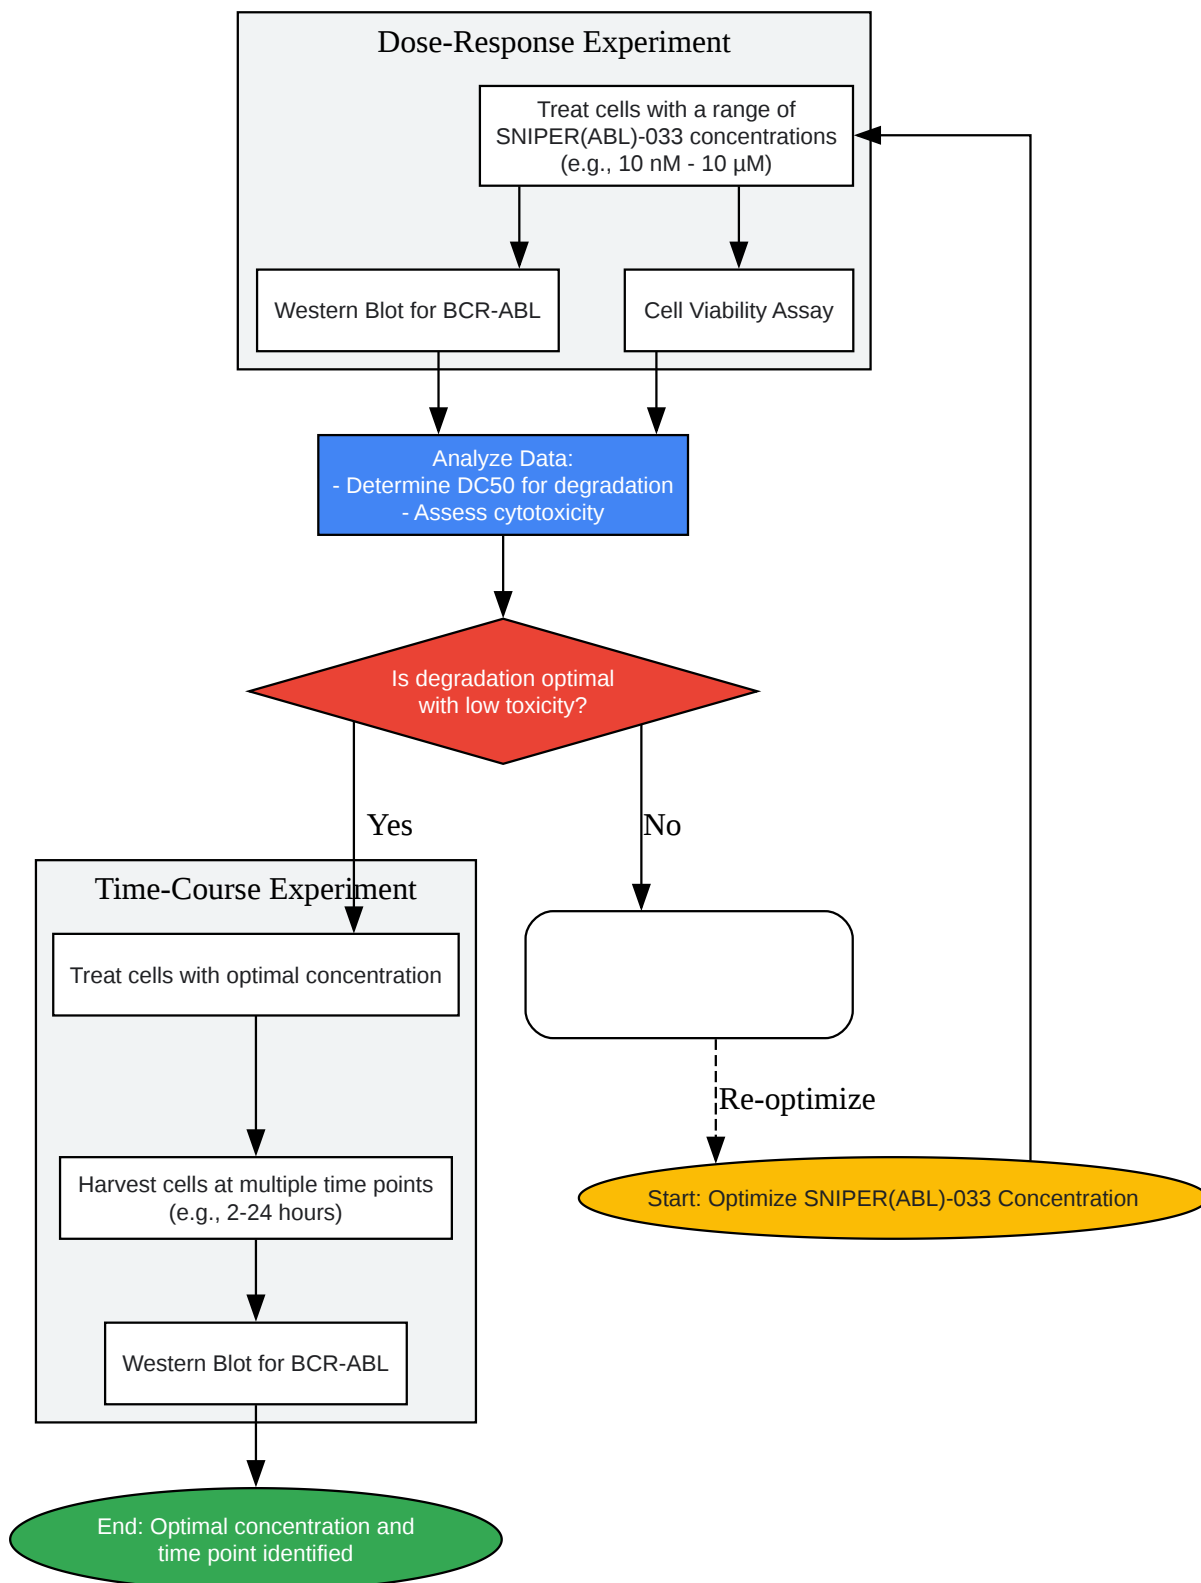 Dose-Response Experiment
Treat cells with a range of
SNIPER(ABL)-033 concentrations
(e.g., 10 nM - 10 µM)
Western Blot for BCR-ABL
Cell Viability Assay
Analyze Data:
- Determine DC50 for degradation
- Assess cytotoxicity
Is degradation optimal
with low toxicity?
Yes
No
Time-Course Experiment
Treat cells with optimal concentration
Re-optimize
Harvest cells at multiple time points
(e.g., 2-24 hours)
Start: Optimize SNIPER(ABL)-033 Concentration
Western Blot for BCR-ABL
End: Optimal concentration and
time point identified